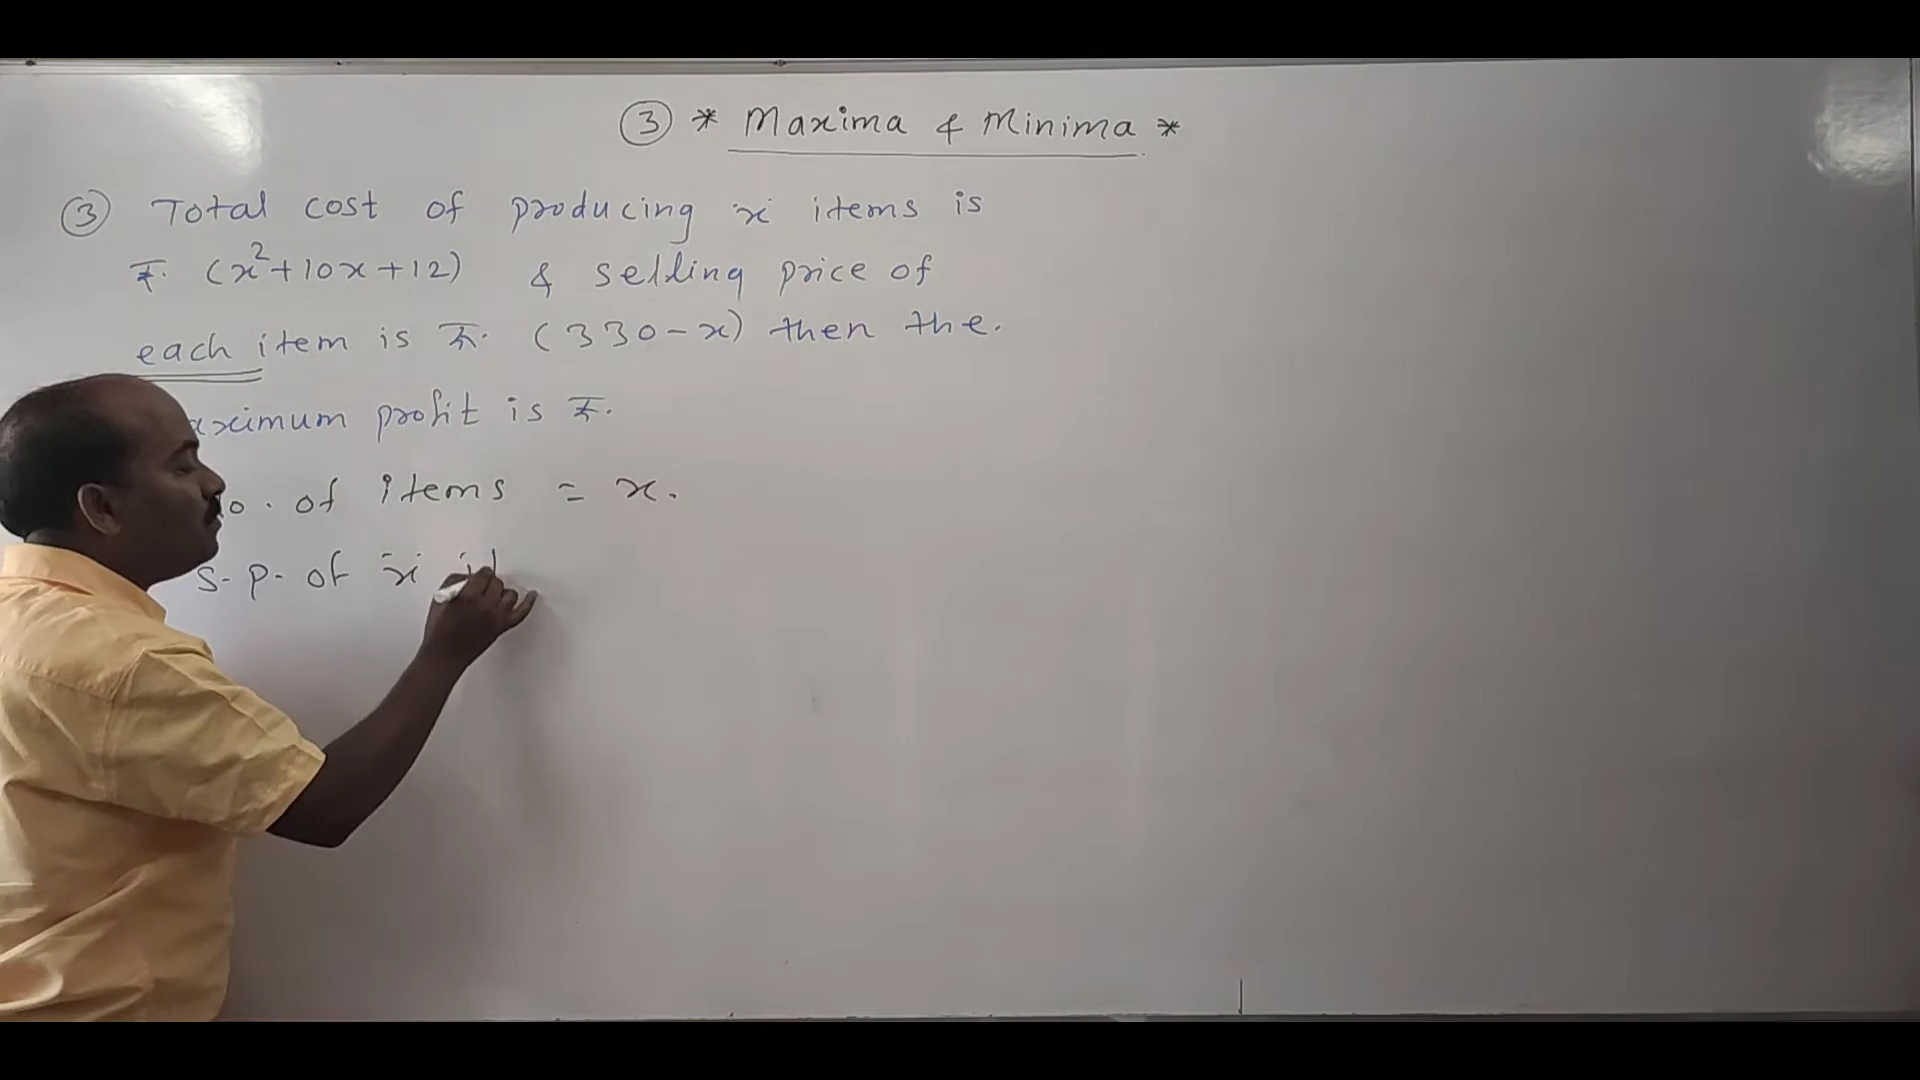 ③ * Maxima & Minima *
③ Total cost of producing x items is
₹. (x²+10x+12) & selling price of
each item is ₹. (330-x) then the.
profit is ₹.
of items = x.
S.P. of x